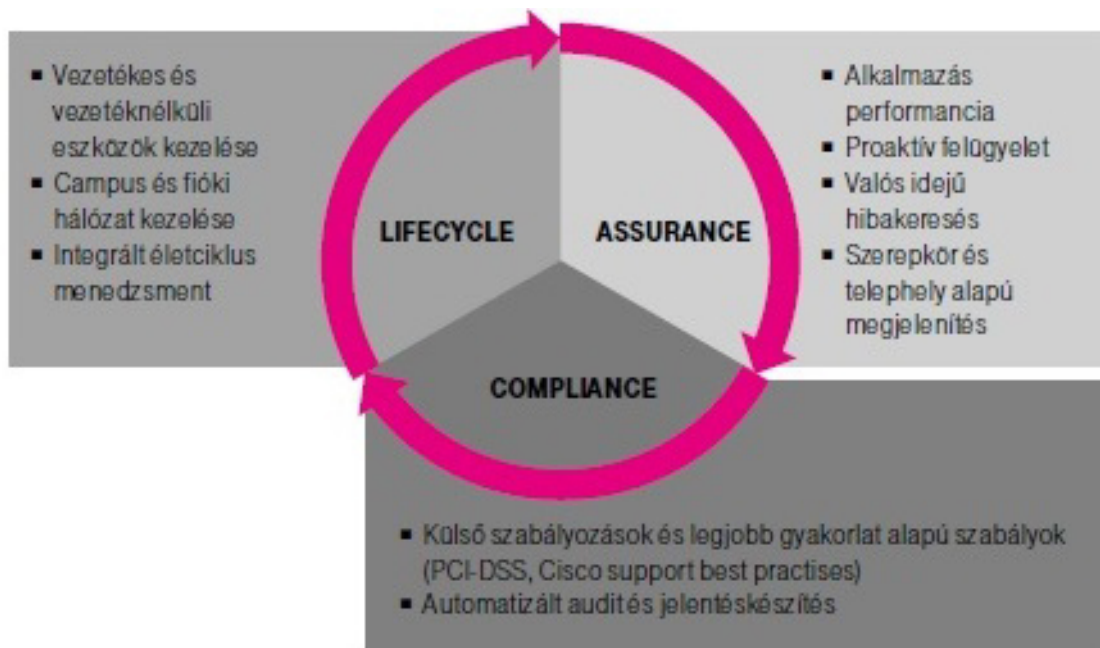 ▪ Vezetékes és
vezetéknélküli
eszközök kezelése
▪ Campus és fióki
hálózat kezelése
▪ Integrált életciklus
menedzsment
LIFECYCLE
ASSURANCE
▪ Alkalmazás
performancia
▪ Proaktív felügyelet
▪ Valós idejű
hibakeresés
▪ Szerepkör és
telephely alapú
megjelenítés
COMPLIANCE
▪ Külső szabályozások és legjobb gyakorlat alapú szabályok
(PCI-DSS, Cisco support best practises)
▪ Automatizált audit és jelentéskészítés